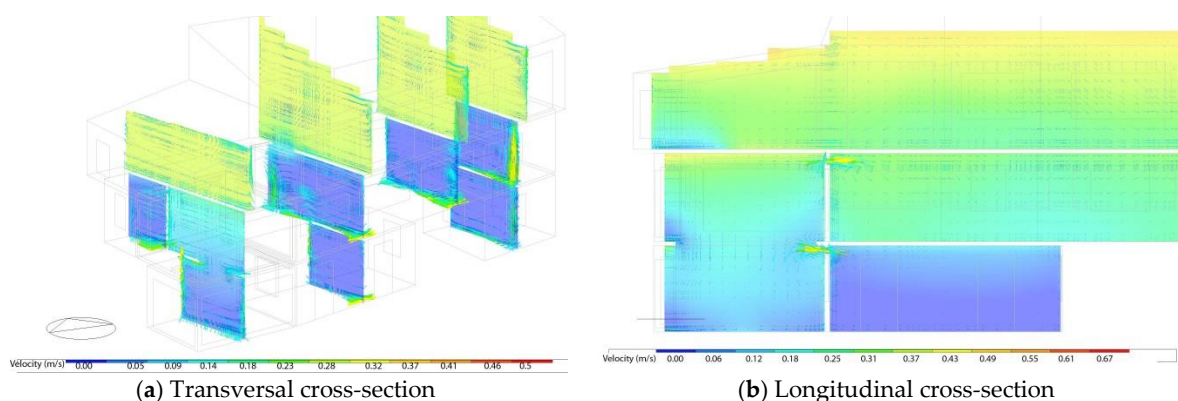 Velocity (m/s) 0.00 0.05 0.09 0.14 0.18 0.23 0.28 0.32 0.37 0.41 0.46 0.5
(a) Transversal cross-section
Velocity (m/s) 0.00 0.06 0.12 0.18 0.25 0.31 0.37 0.43 0.49 0.55 0.61 0.67
(b) Longitudinal cross-section